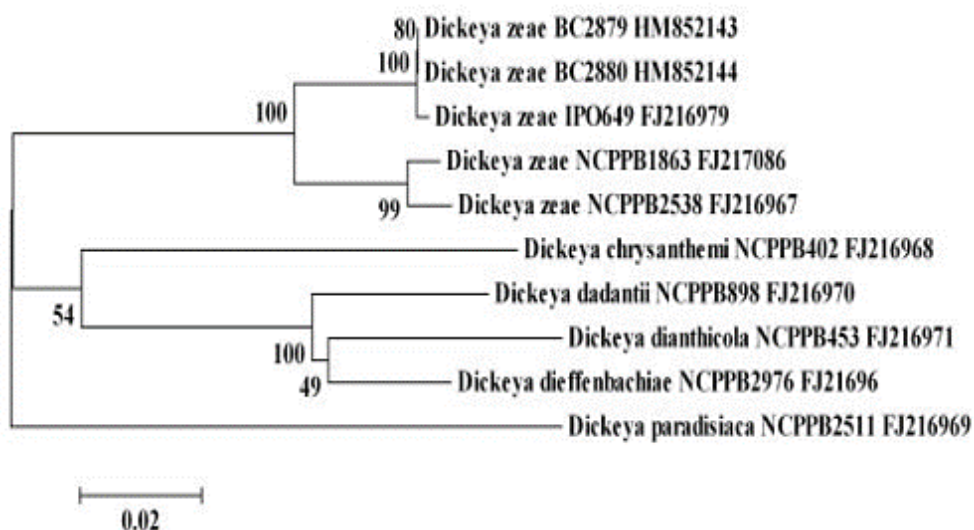 80 Dickeya zeae BC2879 HM852143
100 Dickeya zeae BC2880 HM852144
100 Dickeya zeae IPO649 FJ216979
Dickeya zeae NCPPB1863 FJ217086
99 Dickeya zeae NCPPB2538 FJ216967
Dickeya chrysanthemi NCPPB402 FJ216968
54 Dickeya dadantii NCPPB898 FJ216970
Dickeya dianthicola NCPPB453 FJ216971
100
49 Dickeya dieffenbachiae NCPPB2976 FJ21696
Dickeya paradisiaca NCPPB2511 FJ216969
0.02